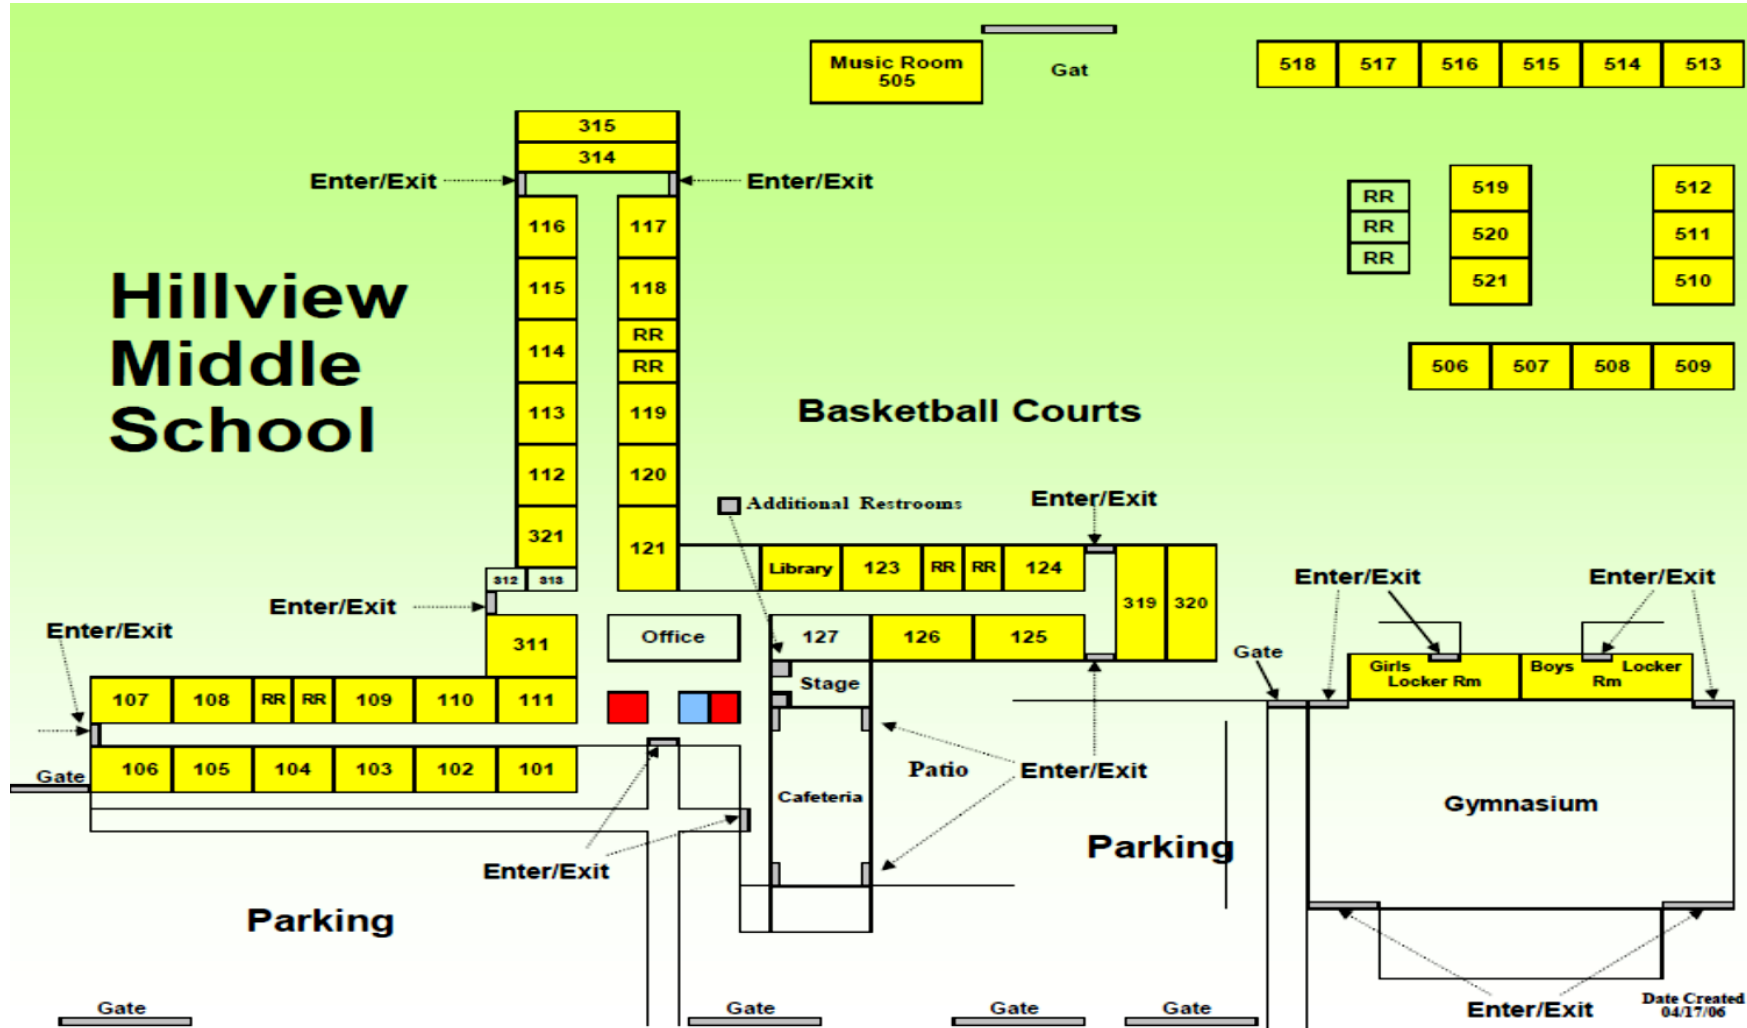 Music Room
505
Gat
518 517 516 515 514 513
315
314
Enter/Exit
Enter/Exit
519
512
RR
RR
RR
520
511
521
510
116
117
Hillview
Middle
School
115
118
114
RR
RR
506 507 508 509
113
119
Basketball Courts
112
120
Additional Restrooms
Enter/Exit
321
121
Library 123 RR RR 124
319 320
312 313
Enter/Exit
Enter/Exit
Enter/Exit
Enter/Exit
311
Office
127 126 125
Gate
Girls
Locker Rm
Boys Locker
Rm
Stage
107 108 RR RR 109 110 111
106 105 104 103 102 101
Gate
Patio
Enter/Exit
Cafeteria
Gymnasium
Parking
Enter/Exit
Parking
Gate
Gate
Gate
Gate
Enter/Exit
Date Created
04/17/06